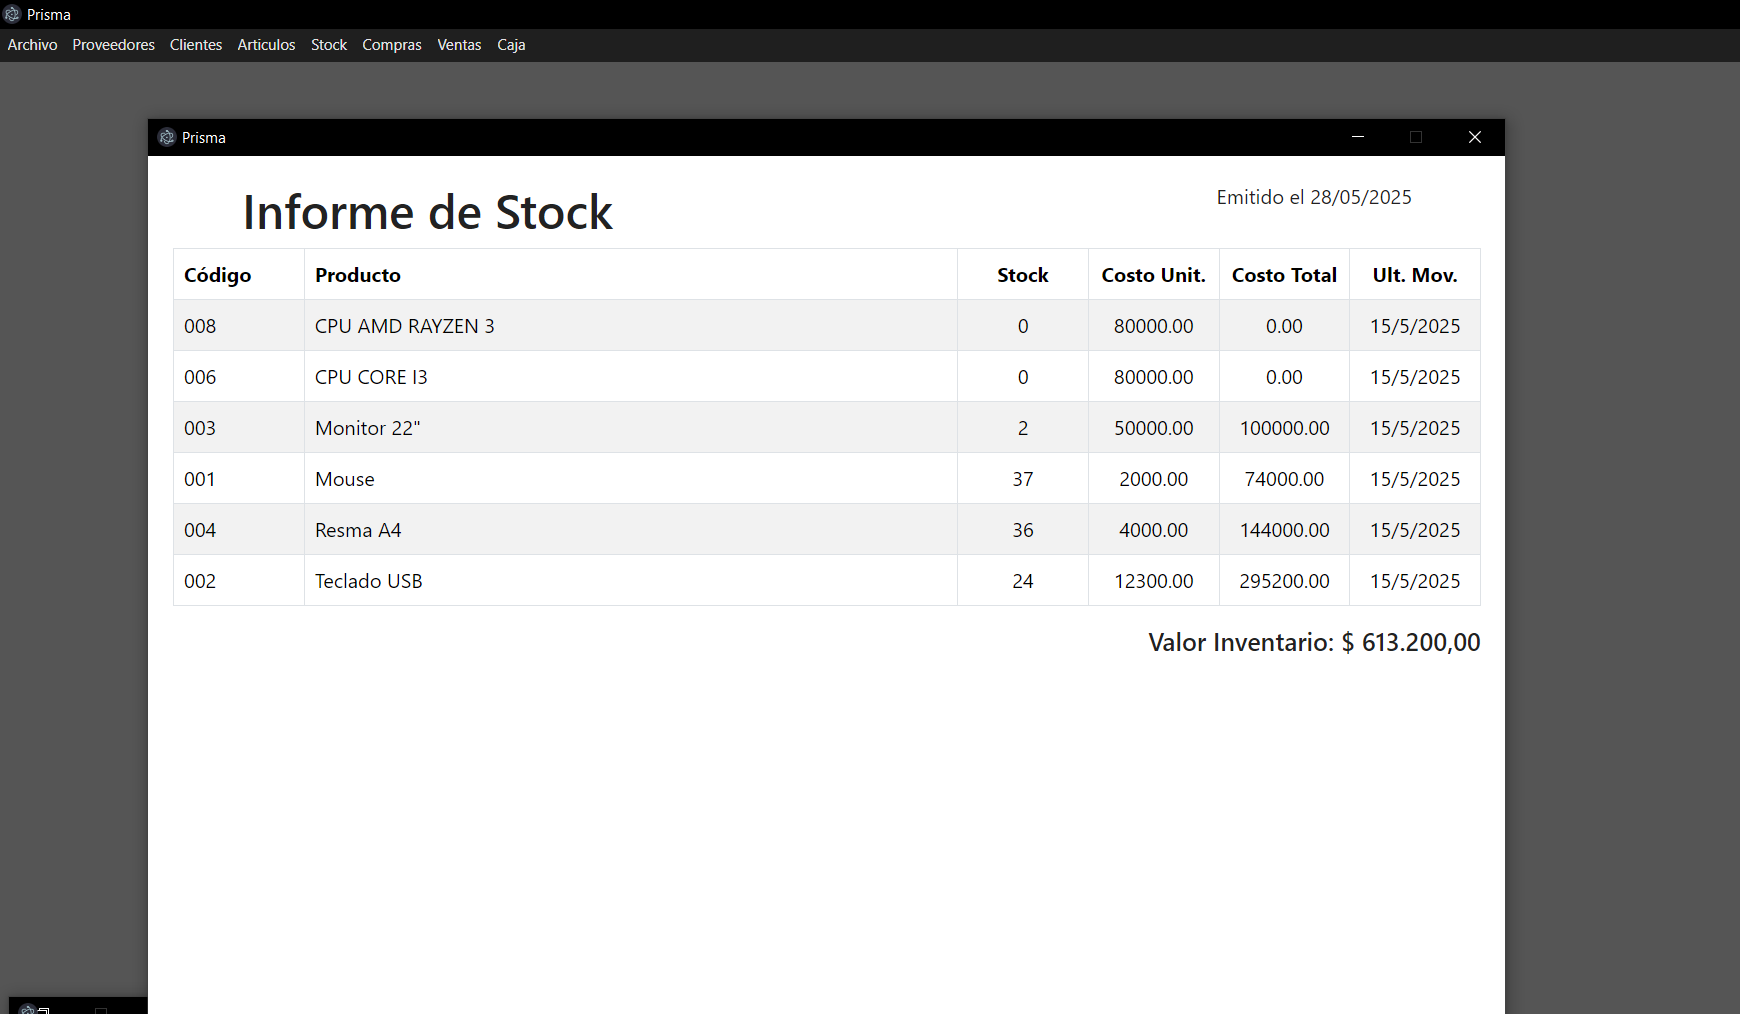 Prisma
Archivo Proveedores Clientes Articulos Stock Compras Ventas Caja
Prisma
Informe de Stock
Emitido el 28/05/2025
Código Producto Stock Costo Unit. Costo Total Ult. Mov.
008 CPU AMD RAYZEN 3 0 80000.00 0.00 15/5/2025
006 CPU CORE I3 0 80000.00 0.00 15/5/2025
003 Monitor 22" 2 50000.00 100000.00 15/5/2025
001 Mouse 37 2000.00 74000.00 15/5/2025
004 Resma A4 36 4000.00 144000.00 15/5/2025
002 Teclado USB 24 12300.00 295200.00 15/5/2025
Valor Inventario: $ 613.200,00